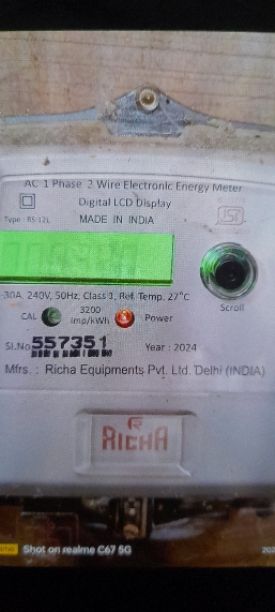 AC 1 Phase 2 Wire Electronic Energy Meter
Digital LCD Display
Type : RS-12L MADE IN INDIA
ISI
-30A, 240V, 50Hz, Class 1, Ref. Temp. 27°C
Scroll
CAL 3200 imp/kWh Power
Sl.No 557351 Year : 2024
Mfrs. : Richa Equipments Pvt. Ltd. Delhi (INDIA)
RICHA
Shot on realme C67 5G